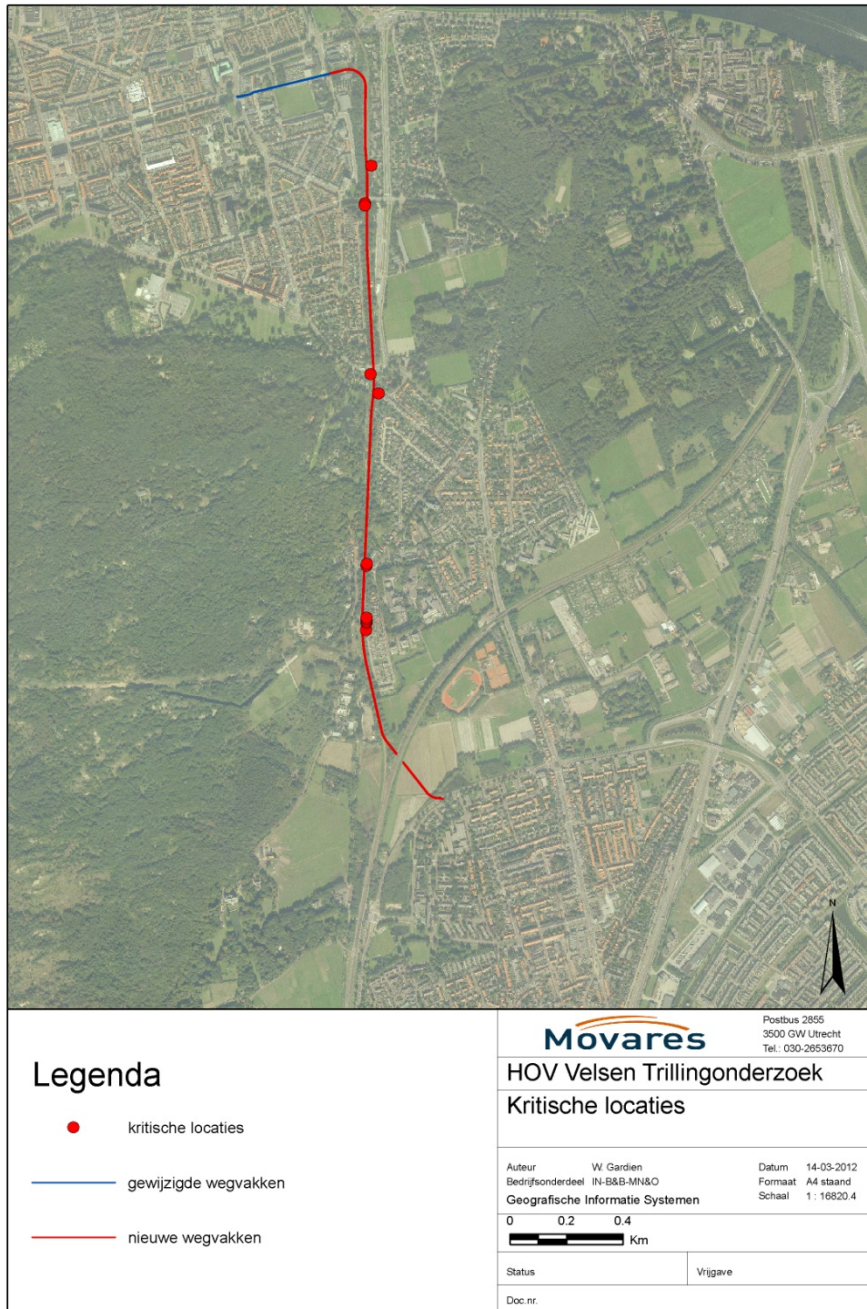 N
Legenda
kritische locaties
gewijzigde wegvakken
nieuwe wegvakken
Movares
Postbus 2855
3500 GW Utrecht
Tel.: 030-2653670
HOV Velsen Trillingonderzoek
Kritische locaties
Auteur W. Gardien Datum 14-03-2012
Bedrijfsonderdeel IN-B&B-MN&O Formaat A4 staand
Geografische Informatie Systemen Schaal 1 : 16820.4
0 0.2 0.4
Km
Status Vrijgave
Doc.nr.